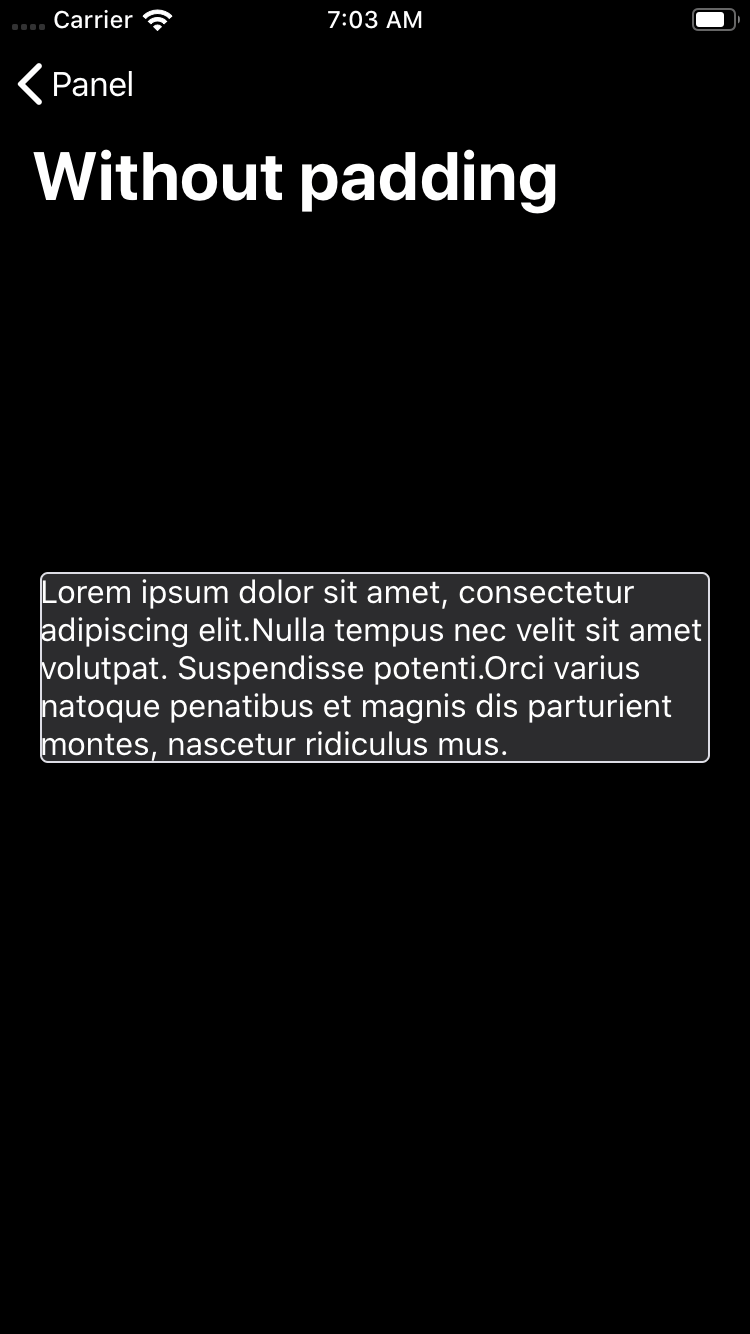 Carrier 7:03 AM
Panel
Without padding
Lorem ipsum dolor sit amet, consectetur
adipiscing elit.Nulla tempus nec velit sit amet
volutpat. Suspendisse potenti.Orci varius
natoque penatibus et magnis dis parturient
montes, nascetur ridiculus mus.